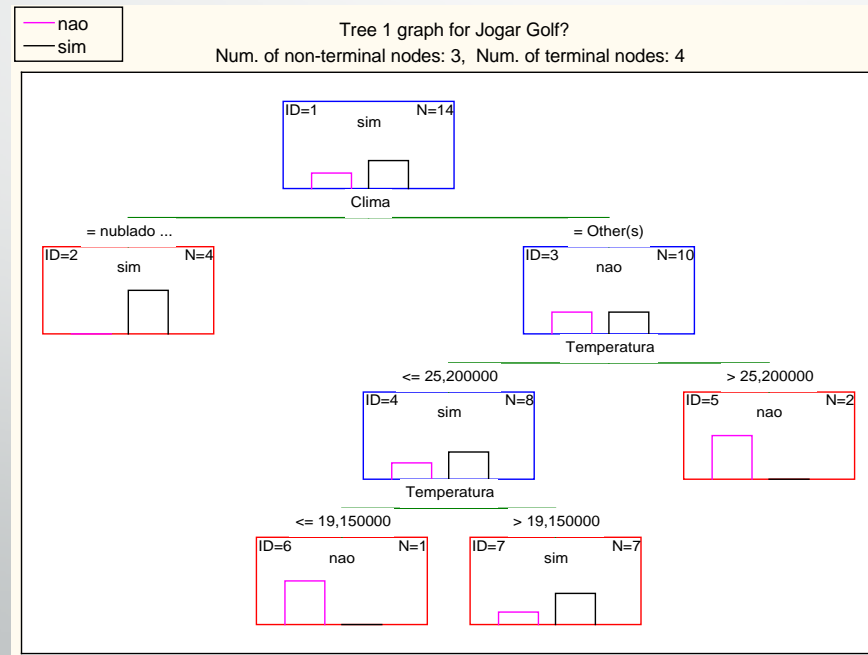 nao
sim
Tree 1 graph for Jogar Golf?
Num. of non-terminal nodes: 3, Num. of terminal nodes: 4
ID=1 N=14
sim
Clima
= nublado ... = Other(s)
ID=2 N=4
sim
ID=3 N=10
nao
Temperatura
<= 25,200000 > 25,200000
ID=4 N=8
sim
ID=5 N=2
nao
Temperatura
<= 19,150000 > 19,150000
ID=6 N=1
nao
ID=7 N=7
sim